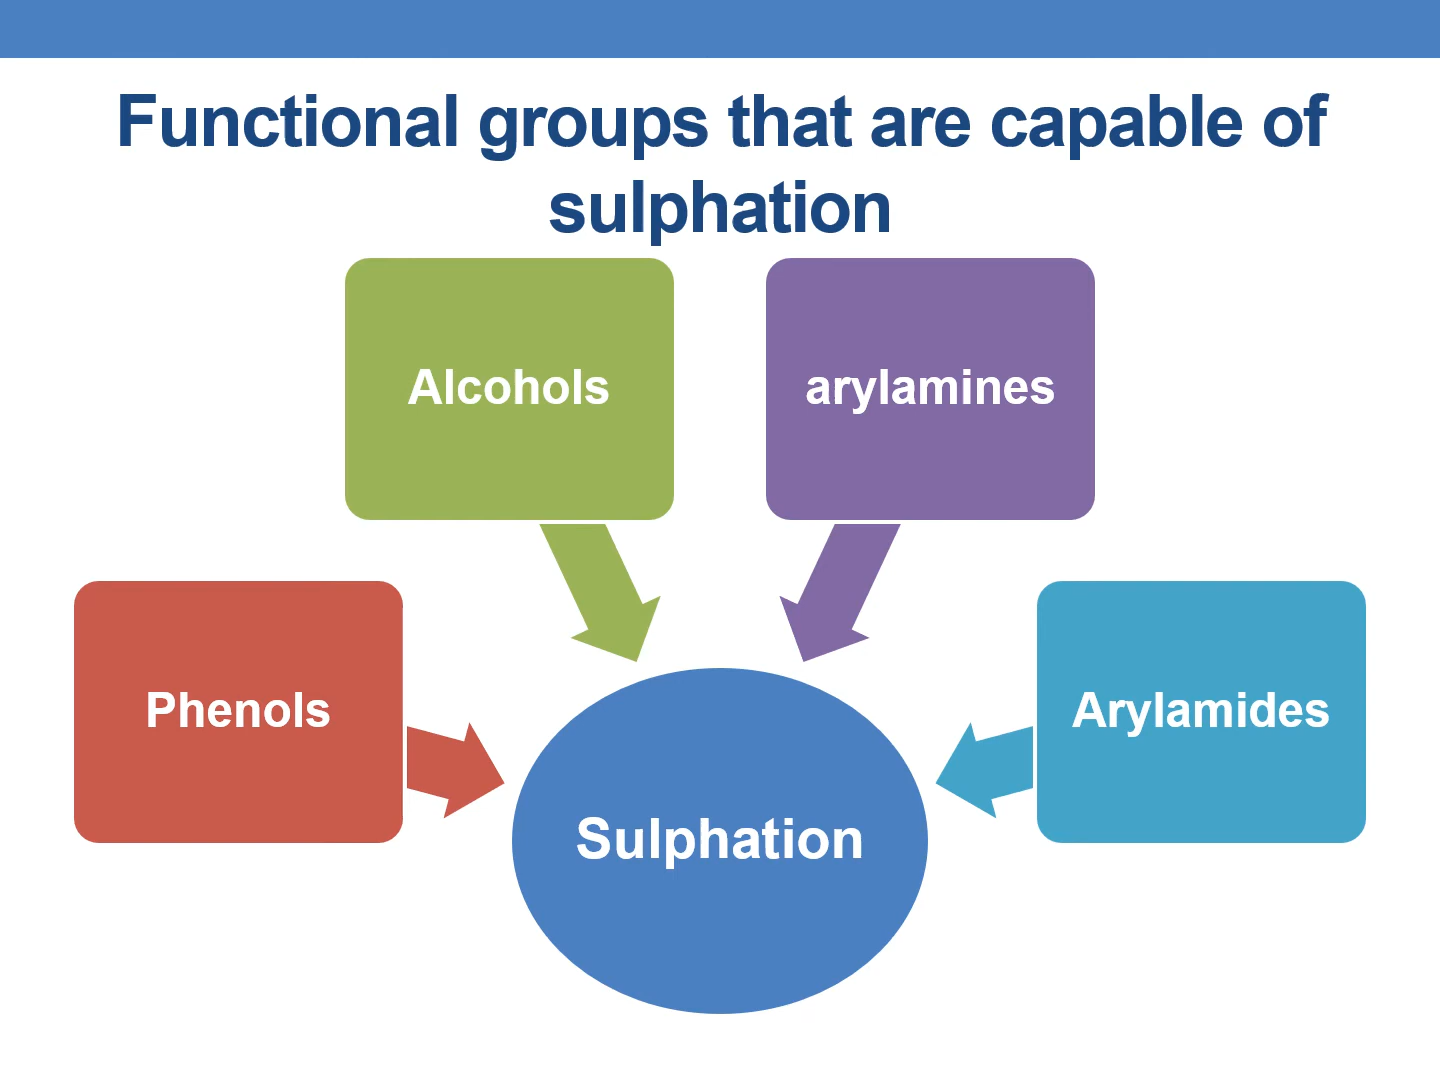 Functional groups that are capable of
sulphation
Alcohols
arylamines
Phenols
Arylamides
Sulphation